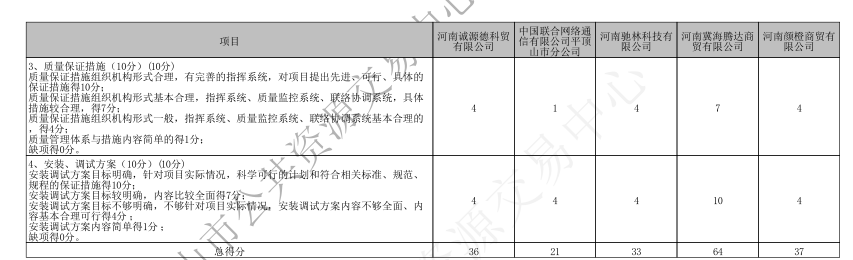 项目
河南诚源德科贸
有限公司
中国联合网络通
信有限公司平顶
山市分公司
河南驰林科技有
限公司
河南冀海腾达商
贸有限公司
河南颜橙商贸有
限公司
3、质量保证措施（10分）(10分)
质量保证措施组织机构形式合理，有完善的指挥系统，对项目提出先进、可行、具体的
保证措施得10分；
质量保证措施组织机构形式基本合理，指挥系统、质量监控系统、联络协调系统，具体
措施较合理，得7分；
质量保证措施组织机构形式一般，指挥系统、质量监控系统、联络协调系统基本合理的
，得4分；
质量管理体系与措施内容简单的得1分；
缺项得0分。
4 1 4 7 4
4、安装、调试方案（10分）(10分)
安装调试方案目标明确，针对项目实际情况，科学可行的计划和符合相关标准、规范、
规程的保证措施得10分；
安装调试方案目标较明确，内容比较全面得7分；
安装调试方案目标不够明确，不够针对项目实际情况，安装调试方案内容不够全面、内
容基本合理可行得4分；
安装调试方案内容简单得1分；
缺项得0分。
4 4 4 10 4
总得分 36 21 33 64 37
山市公共资源交易中心
源交易中心